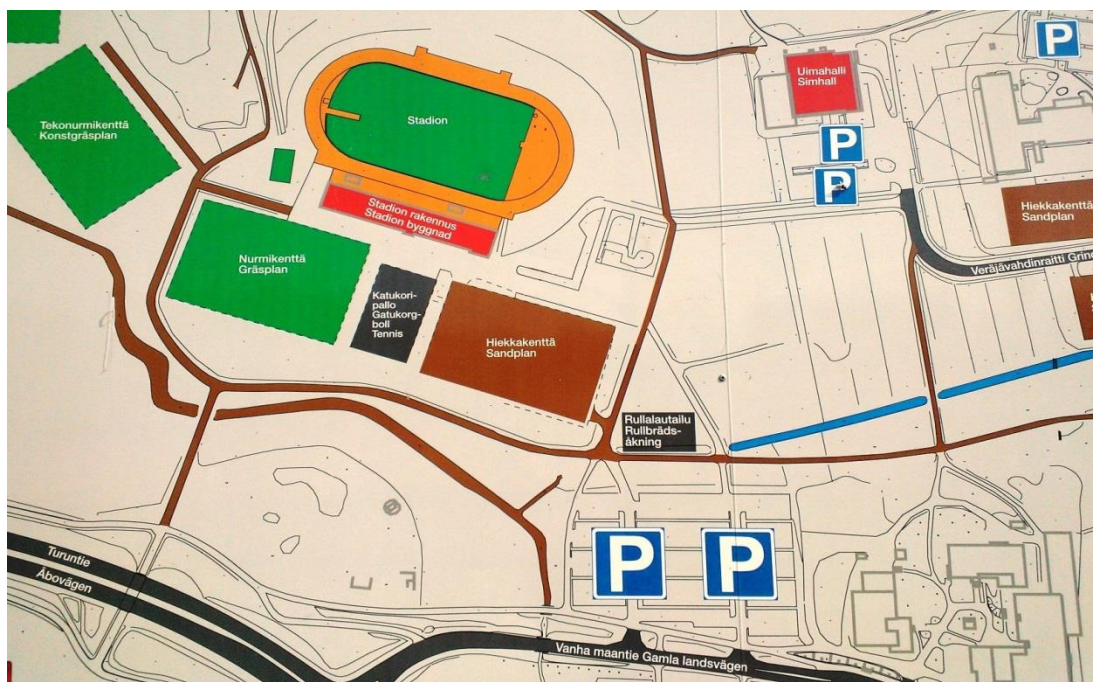 P
Uimahalli
Simhall
Tekonurmikenttä
Konstgräsplan
Stadion
P
P
Stadion rakennus
Stadion byggnad
Hiekkakenttä
Sandplan
Nurmikenttä
Gräsplan
Veräjävahdinraitti
Katukori-
pallo
Gatukorg-
boll
Tennis
Hiekkakenttä
Sandplan
Rullalautailu
Rullbräds-
åkning
P
P
Turuntie
Åbovägen
Vanha maantie Gamla landsvägen